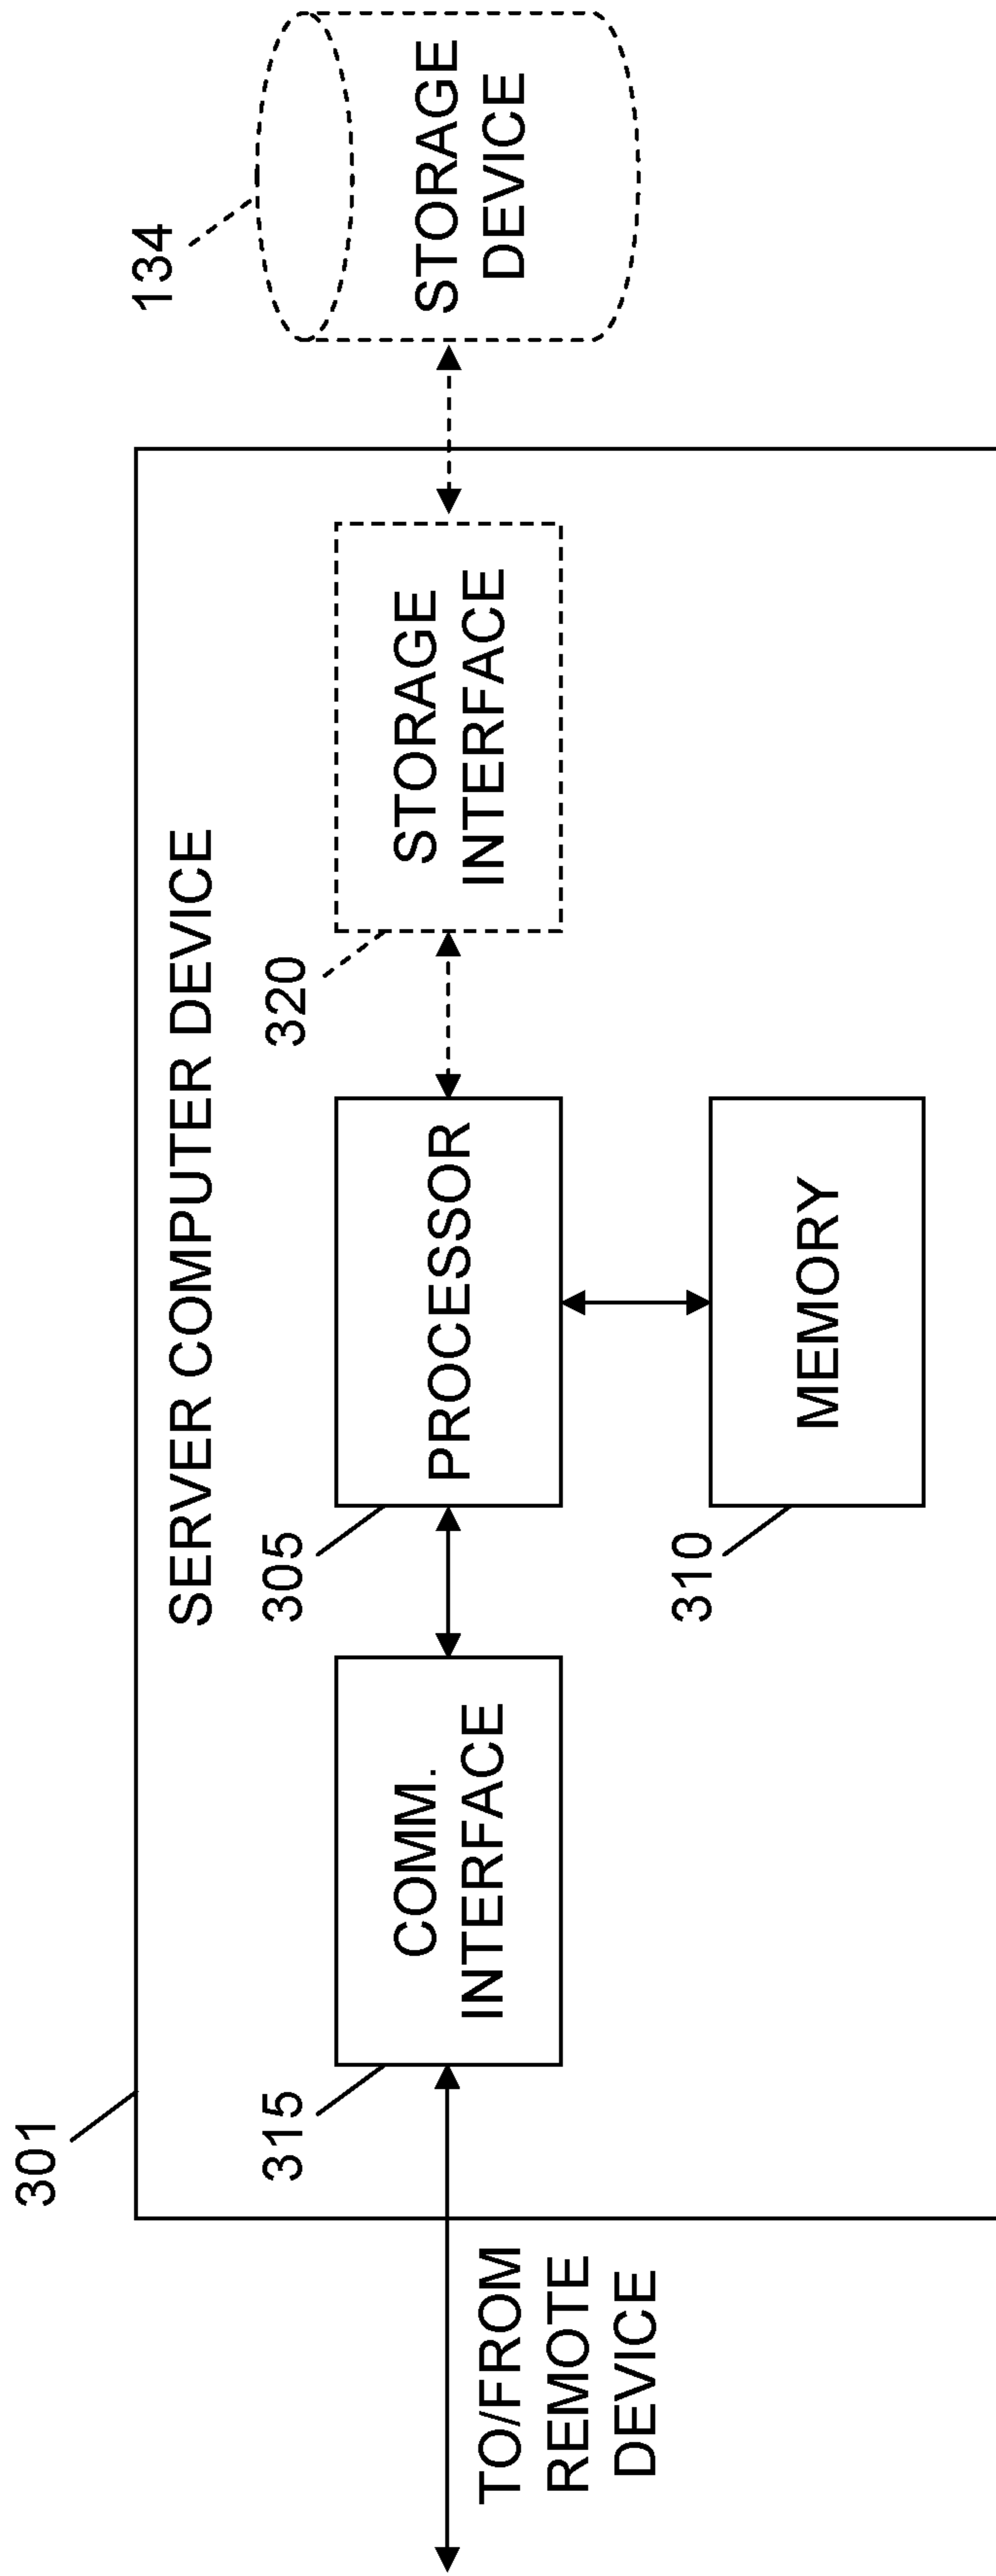 301
SERVER COMPUTER DEVICE
134
315
305
320
COMM.
INTERFACE
PROCESSOR
STORAGE
INTERFACE
STORAGE
DEVICE
TO/FROM
REMOTE
DEVICE
310
MEMORY